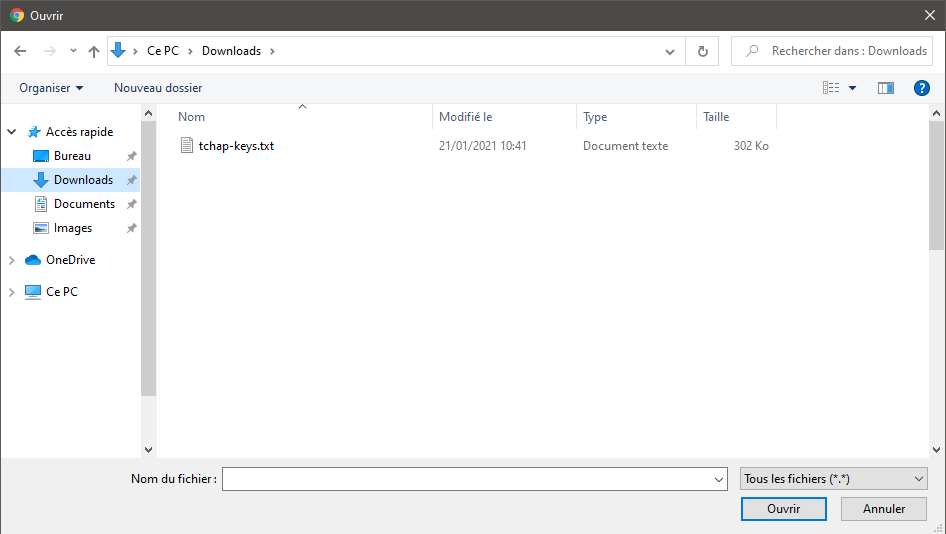 Ouvrir
Ce PC Downloads
Rechercher dans : Downloads
Organiser Nouveau dossier
?
Nom Modifié le Type Taille
tchap-keys.txt 21/01/2021 10:41 Document texte 302 Ko
Accès rapide
Bureau
Downloads
Documents
Images
OneDrive
Ce PC
Nom du fichier :
Tous les fichiers (*.*)
Ouvrir Annuler